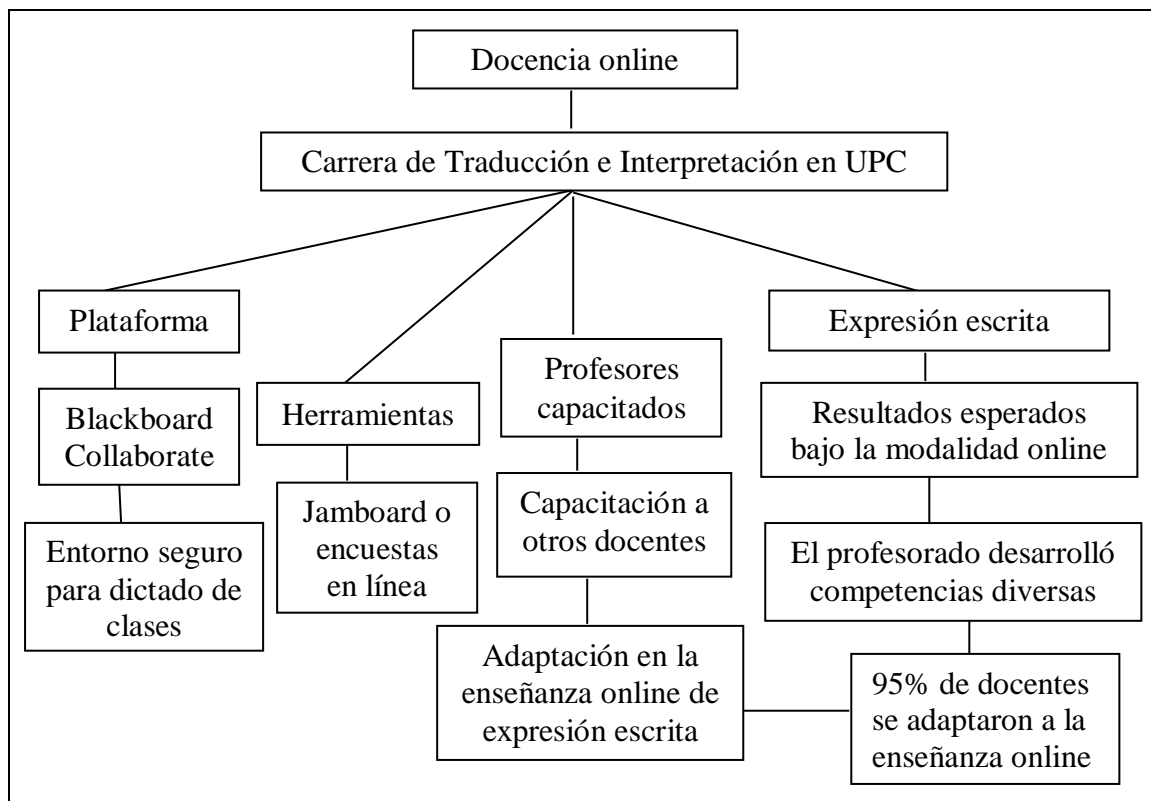 Docencia online
Carrera de Traducción e Interpretación en UPC
Plataforma
Blackboard
Collaborate
Entorno seguro
para dictado de
clases
Herramientas
Jamboard o
encuestas
en línea
Profesores
capacitados
Capacitación a
otros docentes
Adaptación en la
enseñanza online de
expresión escrita
Expresión escrita
Resultados esperados
bajo la modalidad online
El profesorado desarrolló
competencias diversas
95% de docentes
se adaptaron a la
enseñanza online